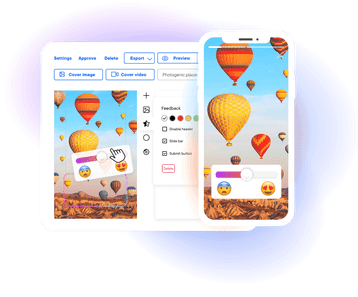 Settings Approve Delete Export Preview
Cover image Cover video Photogenic place
Feedback
Disable header
Slide bar
Submit button
Delete